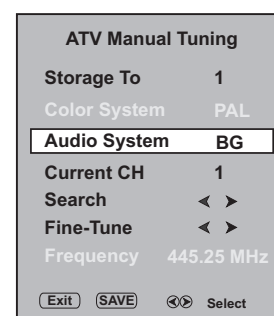 ATV Manual Tuning
Storage To 1
Color System PAL
Audio System BG
Current CH 1
Search
Fine-Tune
Frequency 445.25 MHz
Exit SAVE Select